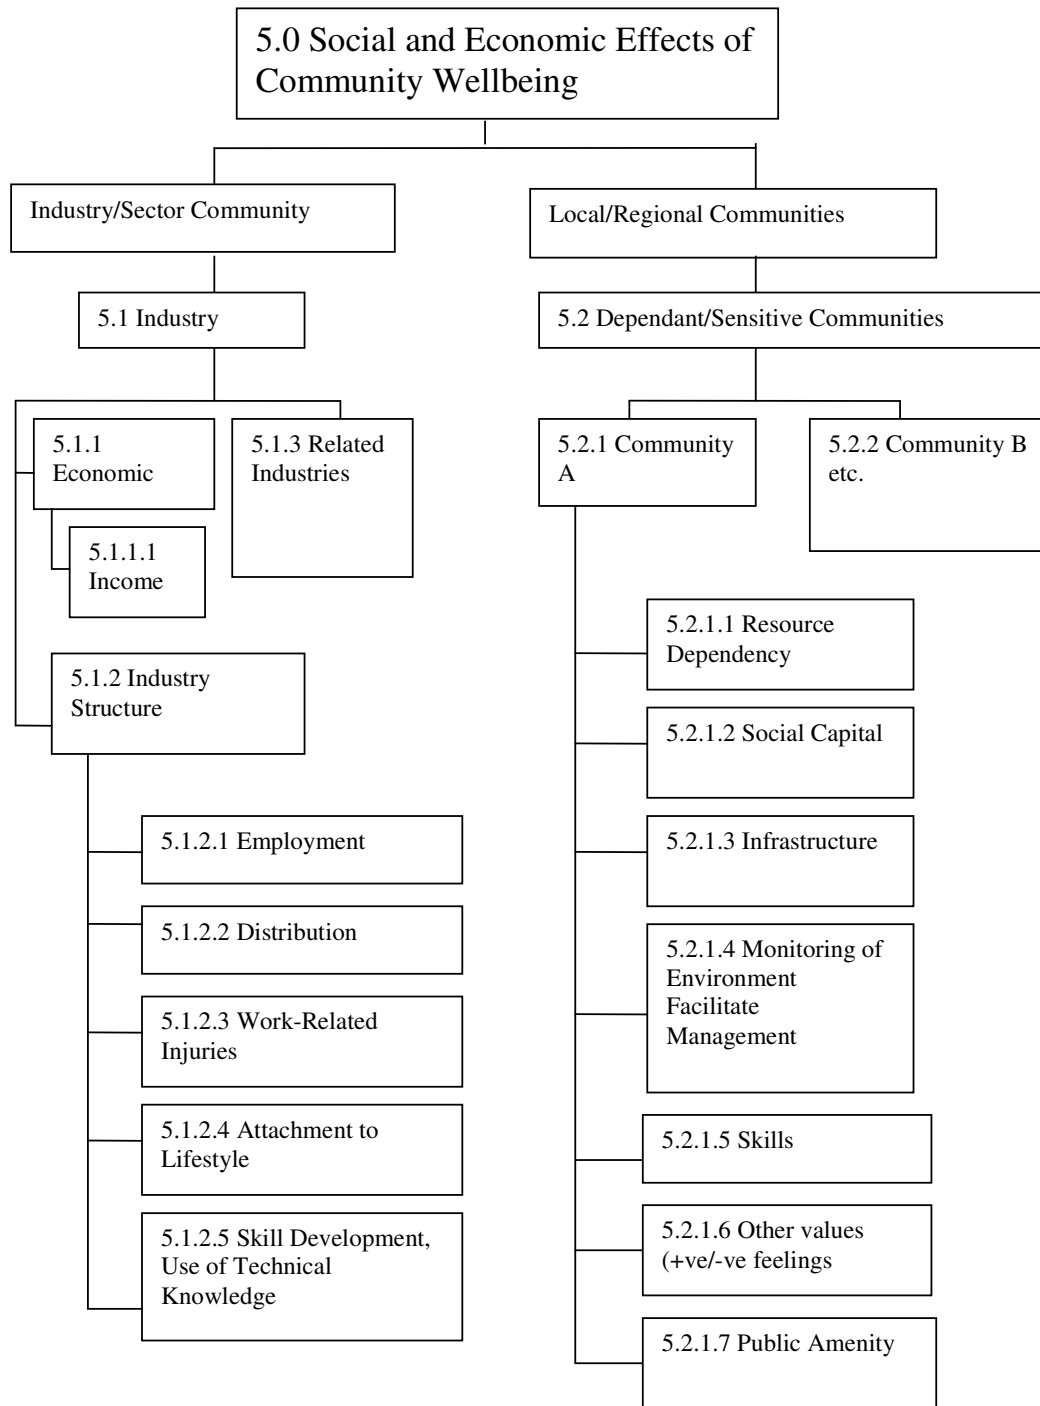 5.0 Social and Economic Effects of
Community Wellbeing
Industry/Sector Community
Local/Regional Communities
5.1 Industry
5.2 Dependant/Sensitive Communities
5.1.1
Economic
5.1.3 Related
Industries
5.2.1 Community
A
5.2.2 Community B
etc.
5.1.1.1
Income
5.1.2 Industry
Structure
5.1.2.1 Employment
5.1.2.2 Distribution
5.1.2.3 Work-Related
Injuries
5.1.2.4 Attachment to
Lifestyle
5.1.2.5 Skill Development,
Use of Technical
Knowledge
5.2.1.1 Resource
Dependency
5.2.1.2 Social Capital
5.2.1.3 Infrastructure
5.2.1.4 Monitoring of
Environment
Facilitate
Management
5.2.1.5 Skills
5.2.1.6 Other values
(+ve/-ve feelings
5.2.1.7 Public Amenity